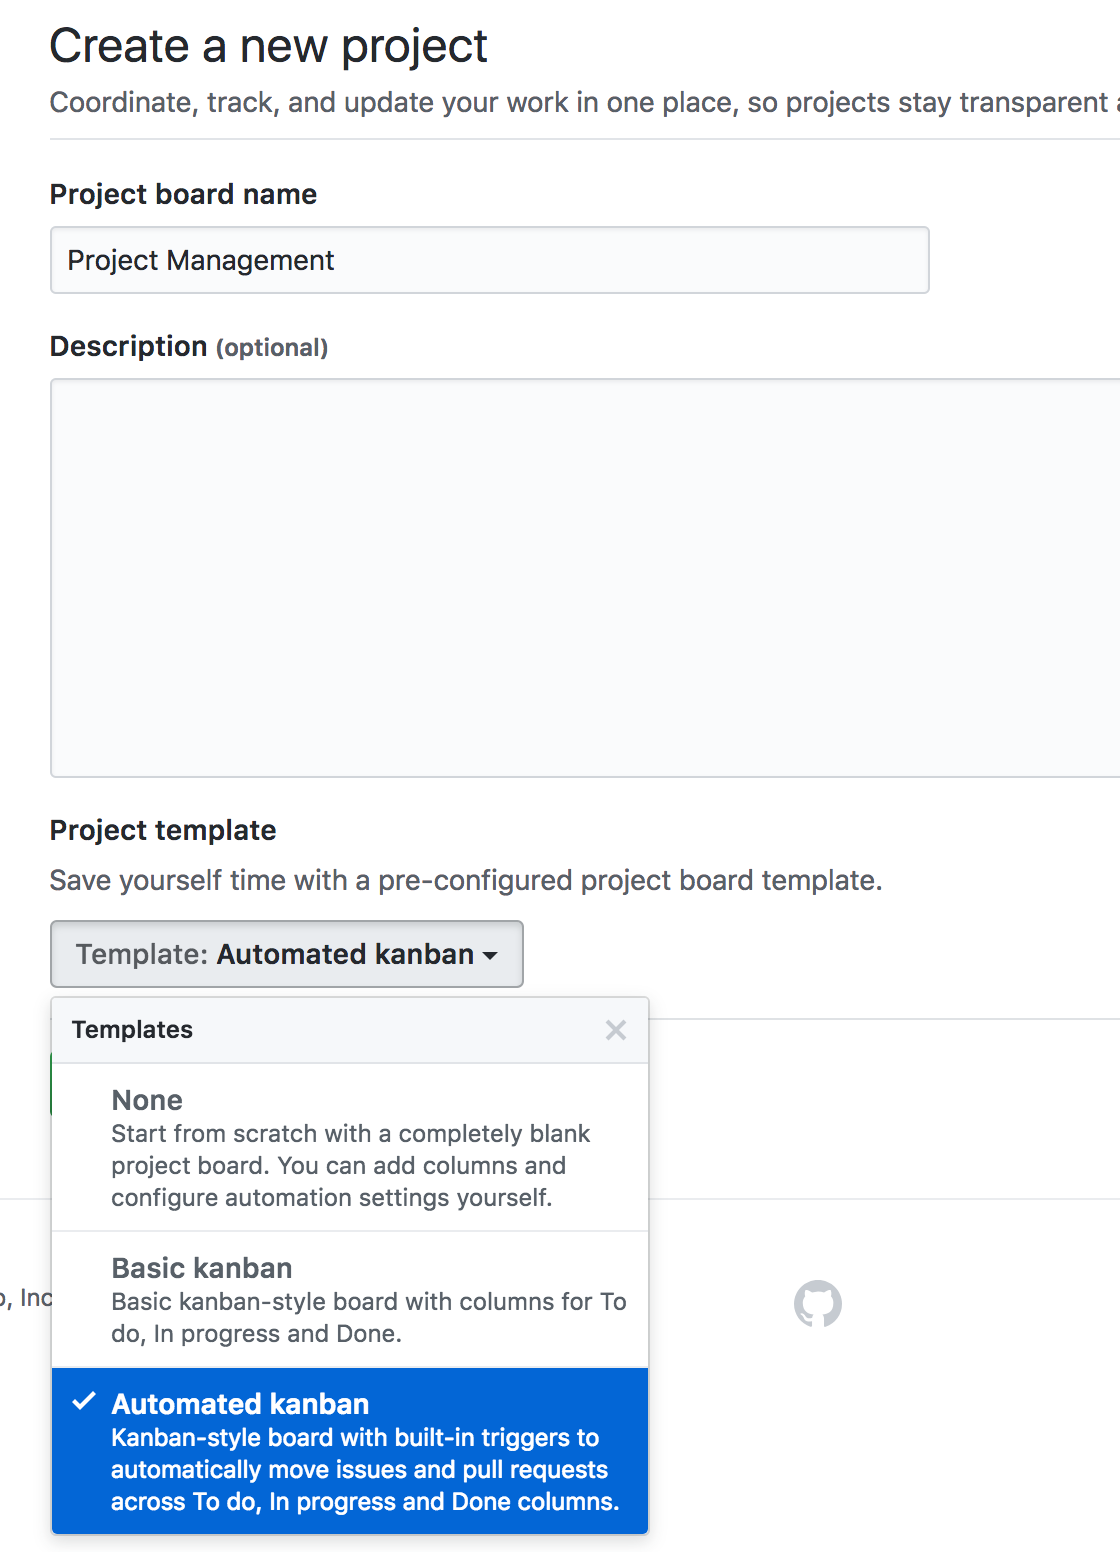 Create a new project
Coordinate, track, and update your work in one place, so projects stay transparent
Project board name
Project Management
Description (optional)
Project template
Save yourself time with a pre-configured project board template.
Template: Automated kanban
Templates
None
Start from scratch with a completely blank
project board. You can add columns and
configure automation settings yourself.
Basic kanban
Basic kanban-style board with columns for To
do, In progress and Done.
, Inc
Automated kanban
Kanban-style board with built-in triggers to
automatically move issues and pull requests
across To do, In progress and Done columns.